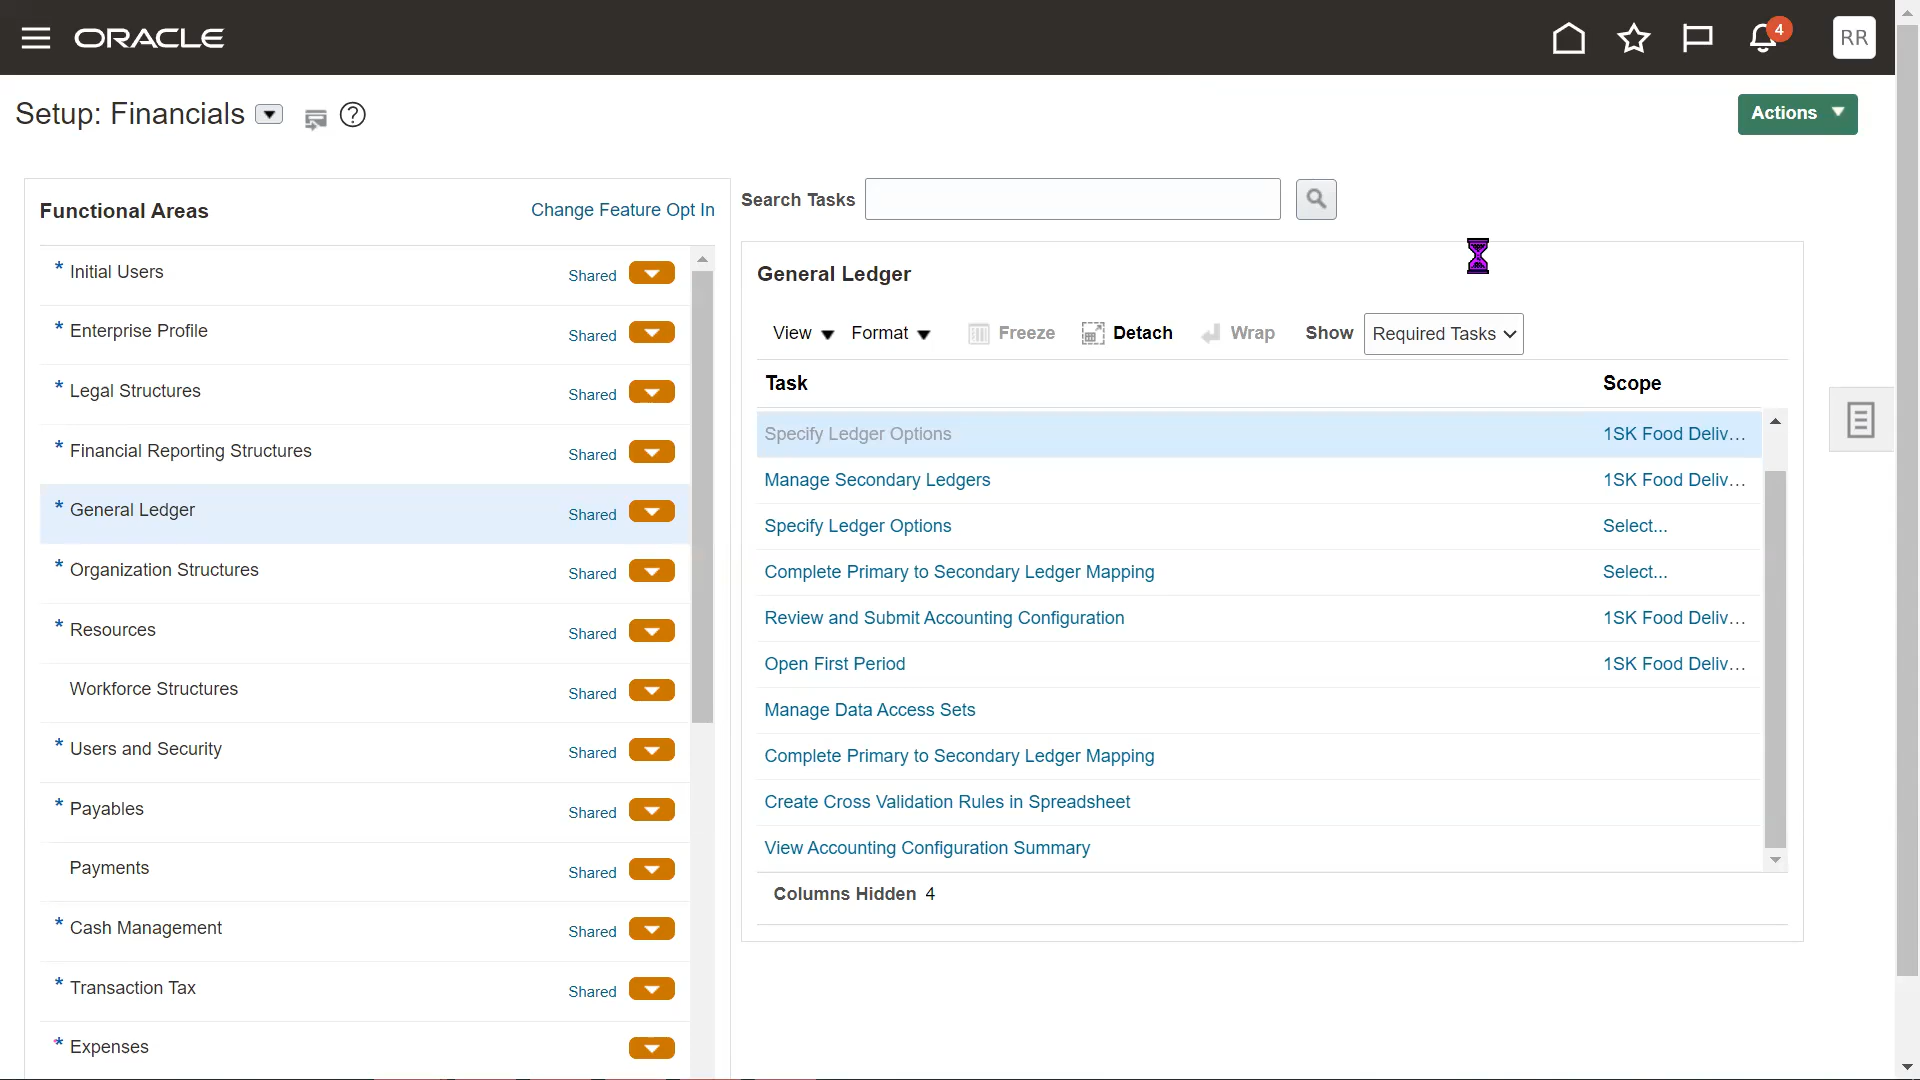 ORACLE
4
RR
Setup: Financials
?
Actions
Functional Areas
Change Feature Opt In
* Initial Users Shared
* Enterprise Profile Shared
* Legal Structures Shared
* Financial Reporting Structures Shared
* General Ledger Shared
* Organization Structures Shared
* Resources Shared
Workforce Structures Shared
* Users and Security Shared
* Payables Shared
Payments Shared
* Cash Management Shared
* Transaction Tax Shared
* Expenses
Search Tasks
General Ledger
View Format Freeze Detach Wrap Show Required Tasks
Task Scope
Specify Ledger Options 1SK Food Deliv...
Manage Secondary Ledgers 1SK Food Deliv...
Specify Ledger Options Select...
Complete Primary to Secondary Ledger Mapping Select...
Review and Submit Accounting Configuration 1SK Food Deliv...
Open First Period 1SK Food Deliv...
Manage Data Access Sets
Complete Primary to Secondary Ledger Mapping
Create Cross Validation Rules in Spreadsheet
View Accounting Configuration Summary
Columns Hidden 4